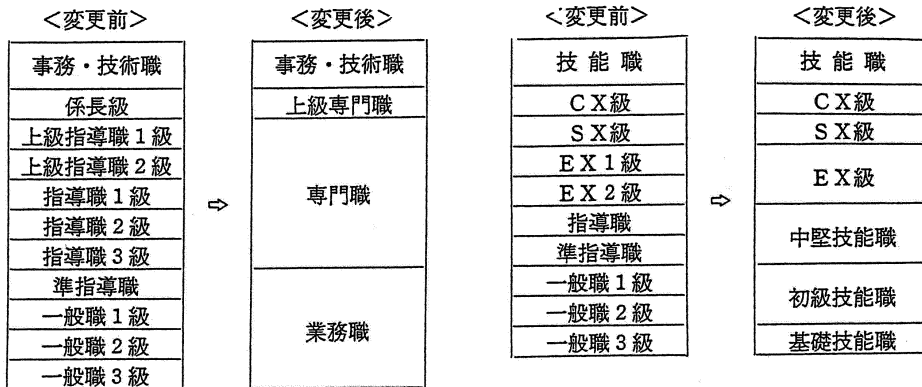 <変更前>
事務・技術職
係長級
上級指導職1級
上級指導職2級
指導職1級
指導職2級
指導職3級
準指導職
一般職1級
一般職2級
一般職3級
⇨
<変更後>
事務・技術職
上級専門職
専門職
業務職
<変更前>
技 能 職
CX級
SX級
EX1級
EX2級
指導職
準指導職
一般職1級
一般職2級
一般職3級
⇨
<変更後>
技 能 職
CX級
SX級
EX級
中堅技能職
初級技能職
基礎技能職